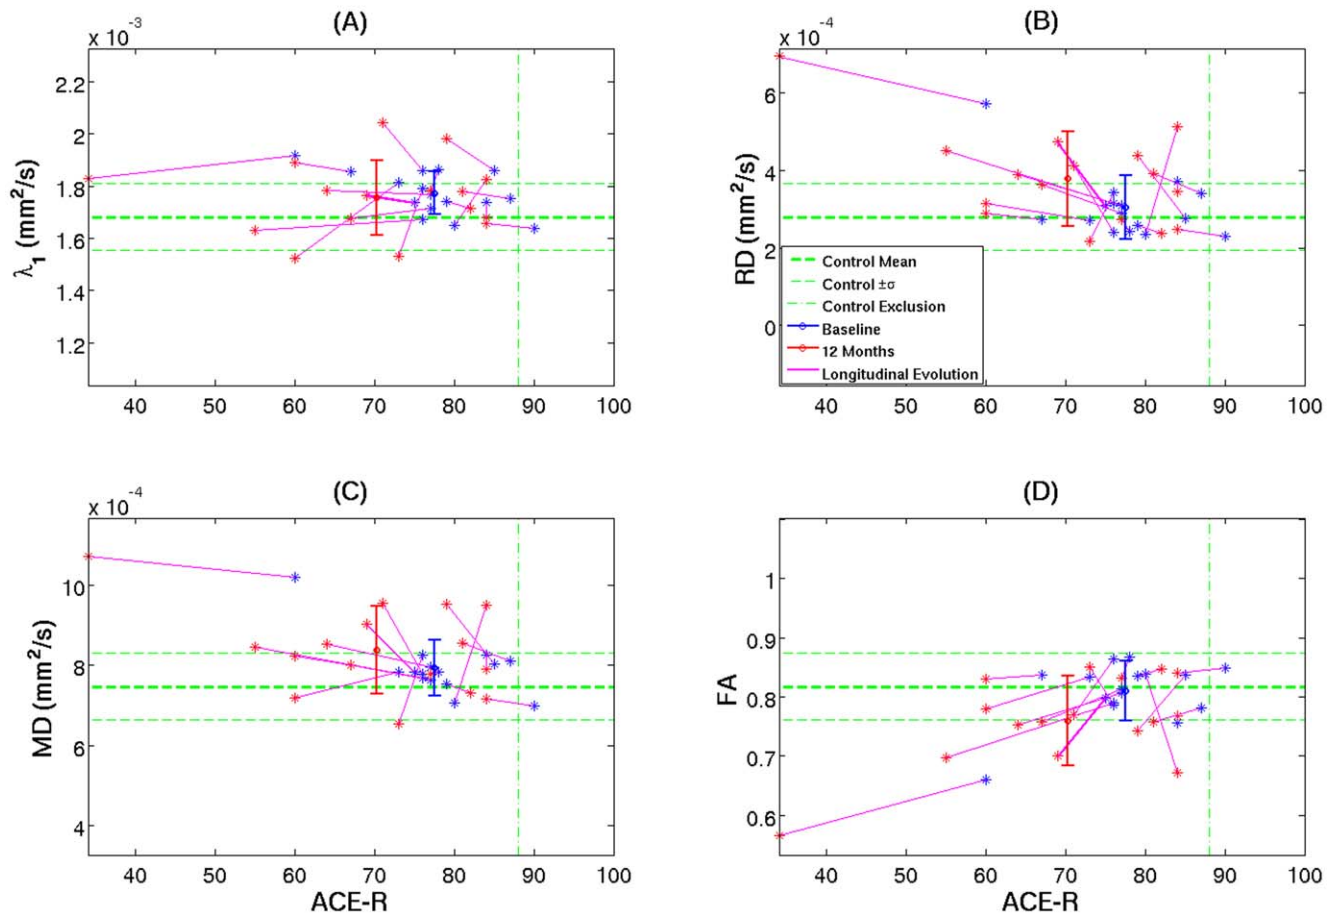 (A)
x 10⁻³
2.2
2
1.8
1.6
1.4
1.2
λ₁ (mm²/s)
40 50 60 70 80 90 100
(B)
x 10⁻⁴
6
4
2
0
RD (mm²/s)
Control Mean
Control ±σ
Control Exclusion
Baseline
12 Months
Longitudinal Evolution
40 50 60 70 80 90 100
(C)
x 10⁻⁴
10
8
6
4
MD (mm²/s)
40 50 60 70 80 90 100
ACE-R
(D)
1
0.9
0.8
0.7
0.6
FA
40 50 60 70 80 90 100
ACE-R